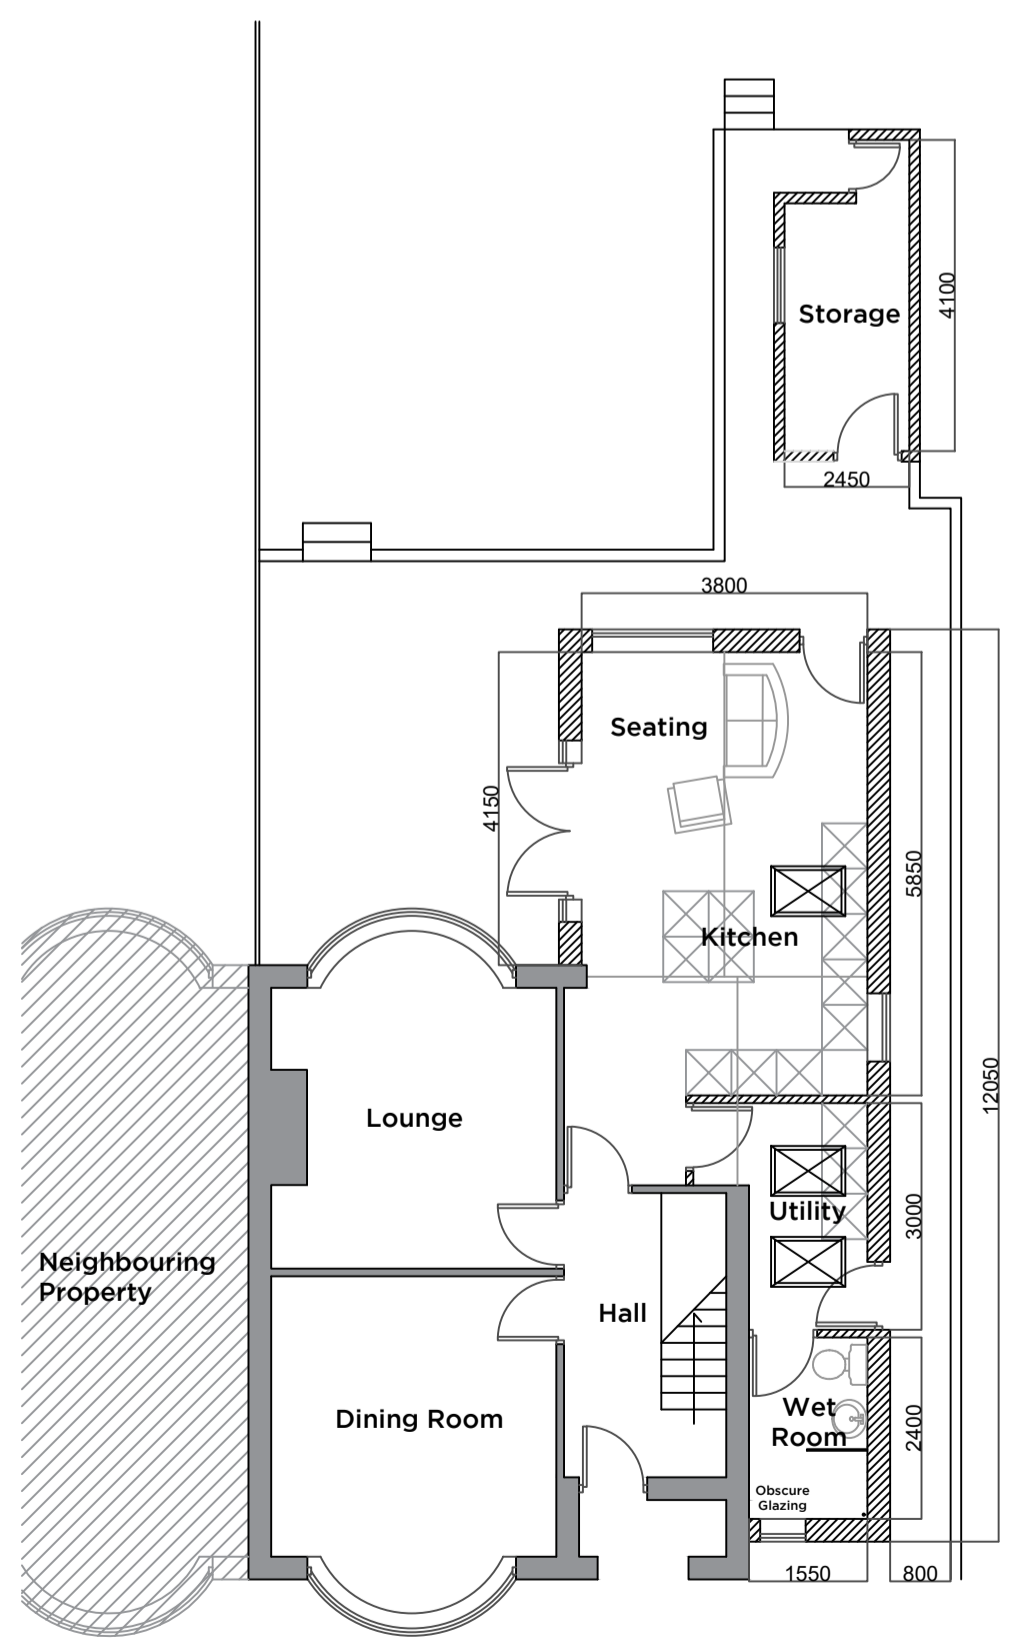 4100
Storage
2450
3800
Seating
4150
5850
Kitchen
12050
Lounge
3000
Utility
Neighbouring
Property
Hall
Dining Room
Wet
Room
2400
Obscure
Glazing
1550
800